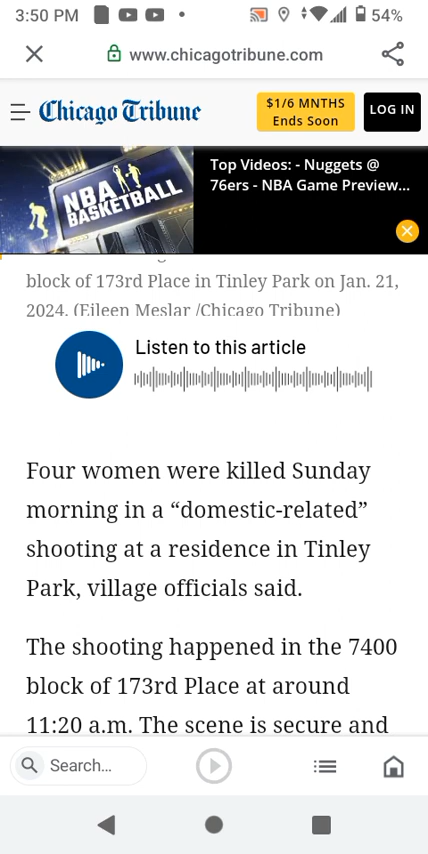 3:50 PM
54%
www.chicagotribune.com
Chicago Tribune
$1/6 MNTHS
Ends Soon
LOG IN
NBA
BASKETBALL
Top Videos: - Nuggets @
76ers - NBA Game Preview...
block of 173rd Place in Tinley Park on Jan. 21,
2024. (Eileen Meslar /Chicago Tribune)
Listen to this article
Four women were killed Sunday
morning in a “domestic-related”
shooting at a residence in Tinley
Park, village officials said.
The shooting happened in the 7400
block of 173rd Place at around
11:20 a.m. The scene is secure and
Search...